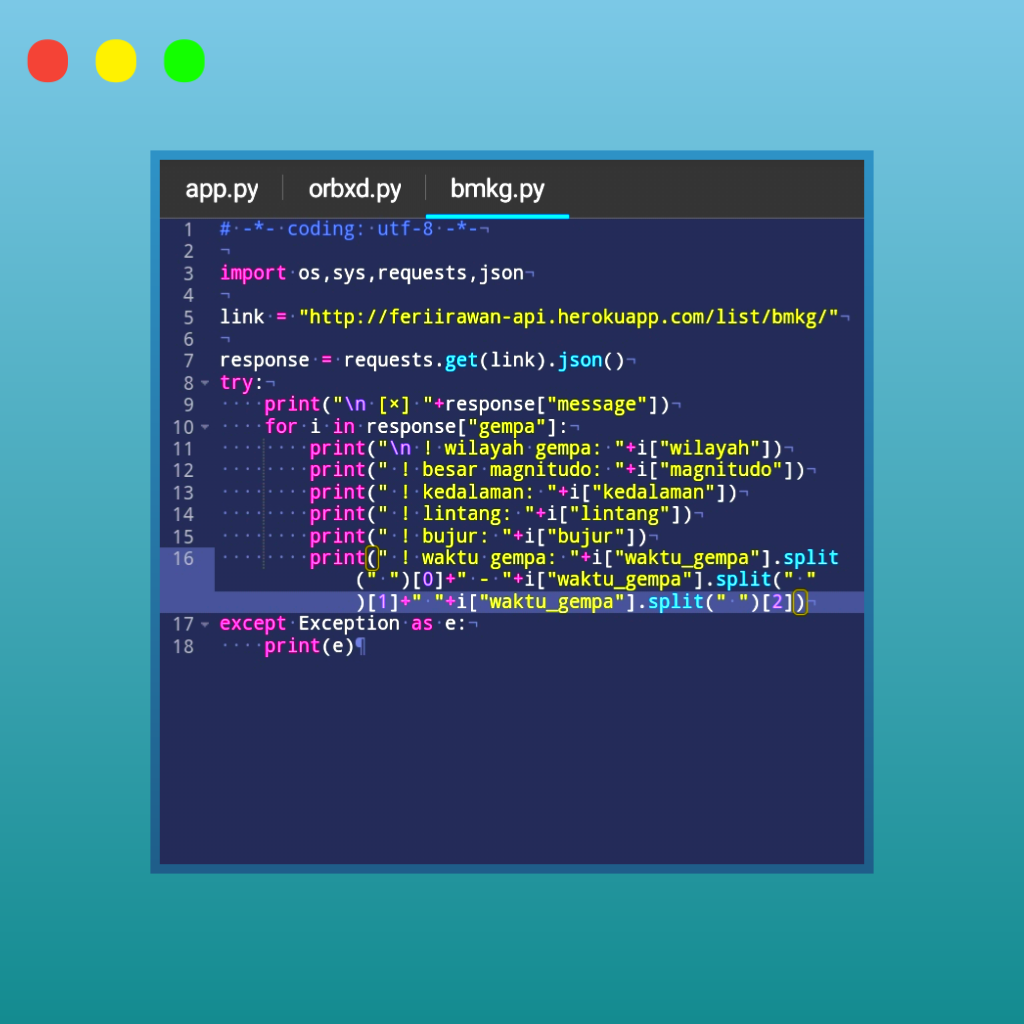 app.py orbxd.py bmkg.py
1 # -*- coding: utf-8 -*-¬
2 ¬
3 import os,sys,requests,json¬
4 ¬
5 link = "http://feriirawan-api.herokuapp.com/list/bmkg/"¬
6 ¬
7 response = requests.get(link).json()¬
8 try:¬
9 ····print("\n [×] "+response["message"])¬
10 ····for i in response["gempa"]:¬
11 ········print("\n ! wilayah gempa: "+i["wilayah"])¬
12 ········print(" ! besar magnitudo: "+i["magnitudo"])¬
13 ········print(" ! kedalaman: "+i["kedalaman"])¬
14 ········print(" ! lintang: "+i["lintang"])¬
15 ········print(" ! bujur: "+i["bujur"])¬
16 ········print(" ! waktu gempa: "+i["waktu_gempa"].split
(" ")[0]+" - "+i["waktu_gempa"].split(" "
)[1]+" "+i["waktu_gempa"].split(" ")[2])¬
17 except Exception as e:¬
18 ····print(e)¶